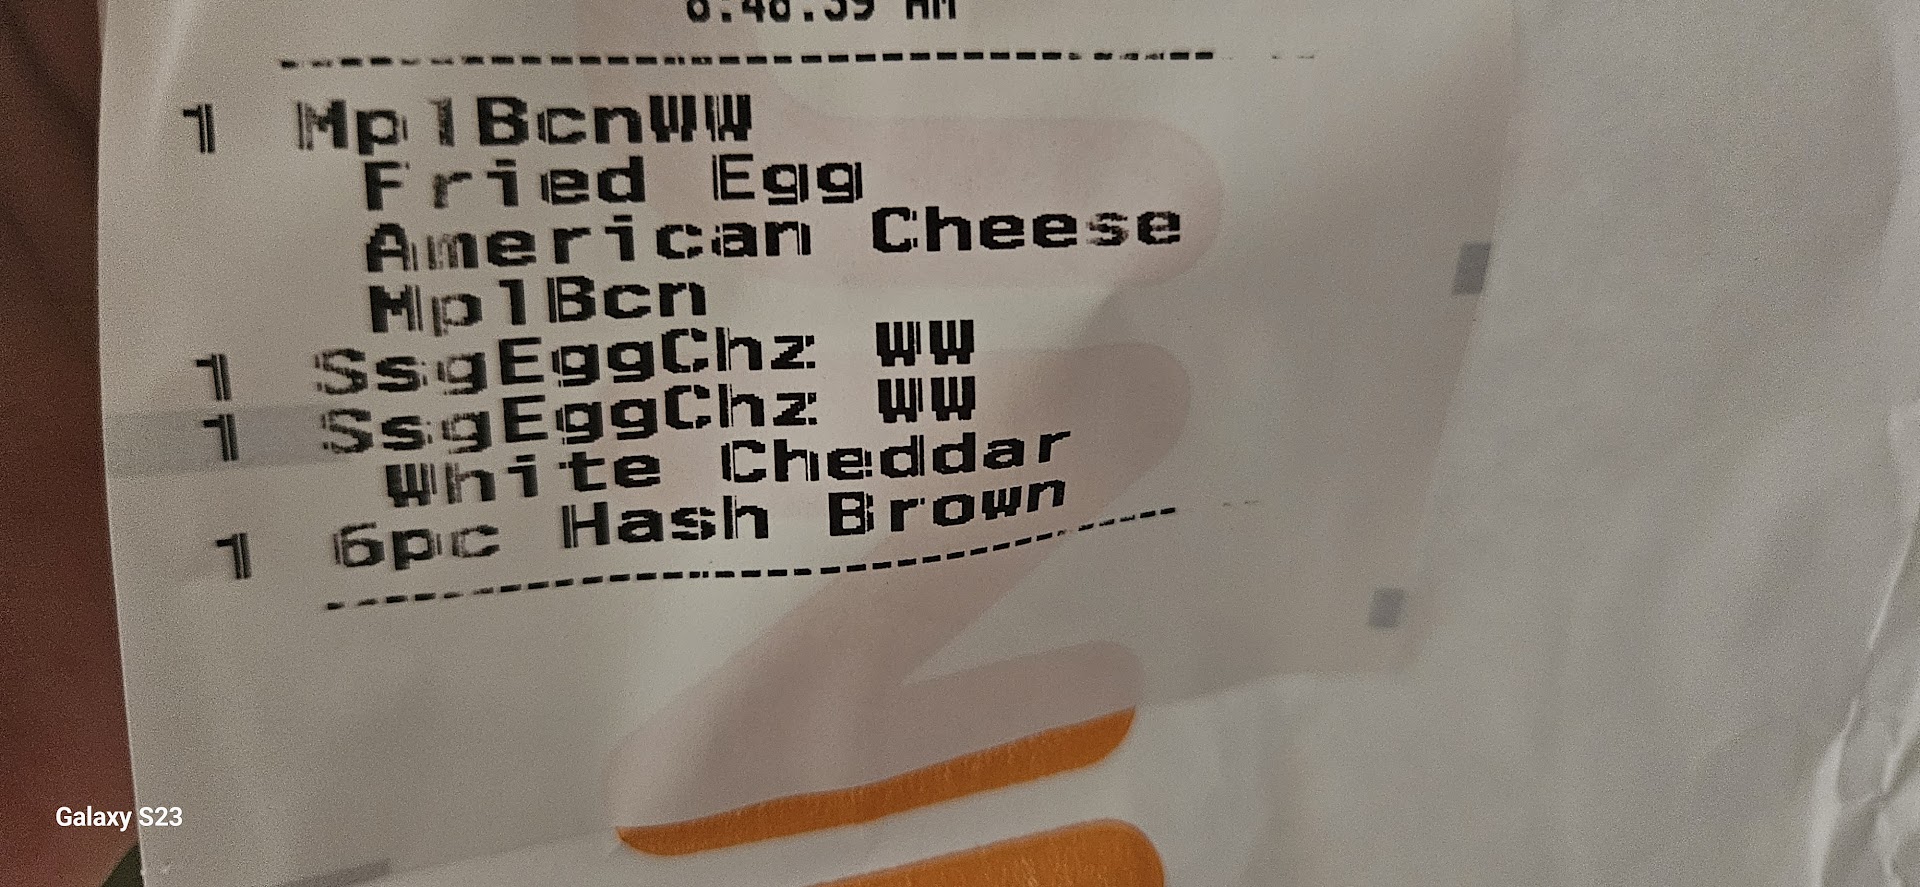 1 MplBcnWW
Fried Egg
American Cheese
MplBcn
1 SsgEggChz WW
1 SsgEggChz WW
White Cheddar
1 6pc Hash Brown
Galaxy S23